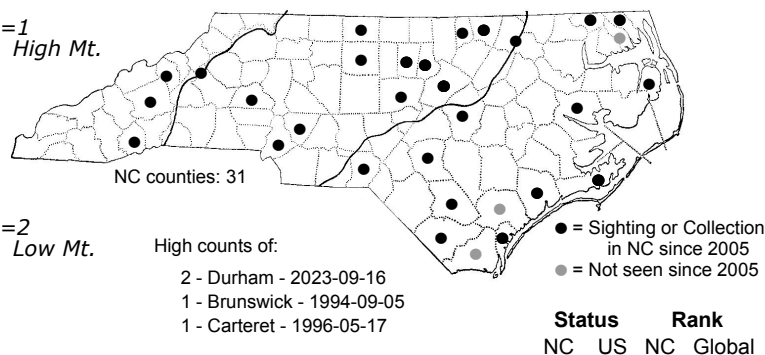 =1
High Mt.
NC counties: 31
=2
Low Mt.
High counts of:
2 - Durham - 2023-09-16
1 - Brunswick - 1994-09-05
1 - Carteret - 1996-05-17
● = Sighting or Collection
in NC since 2005
● = Not seen since 2005
Status Rank
NC US NC Global